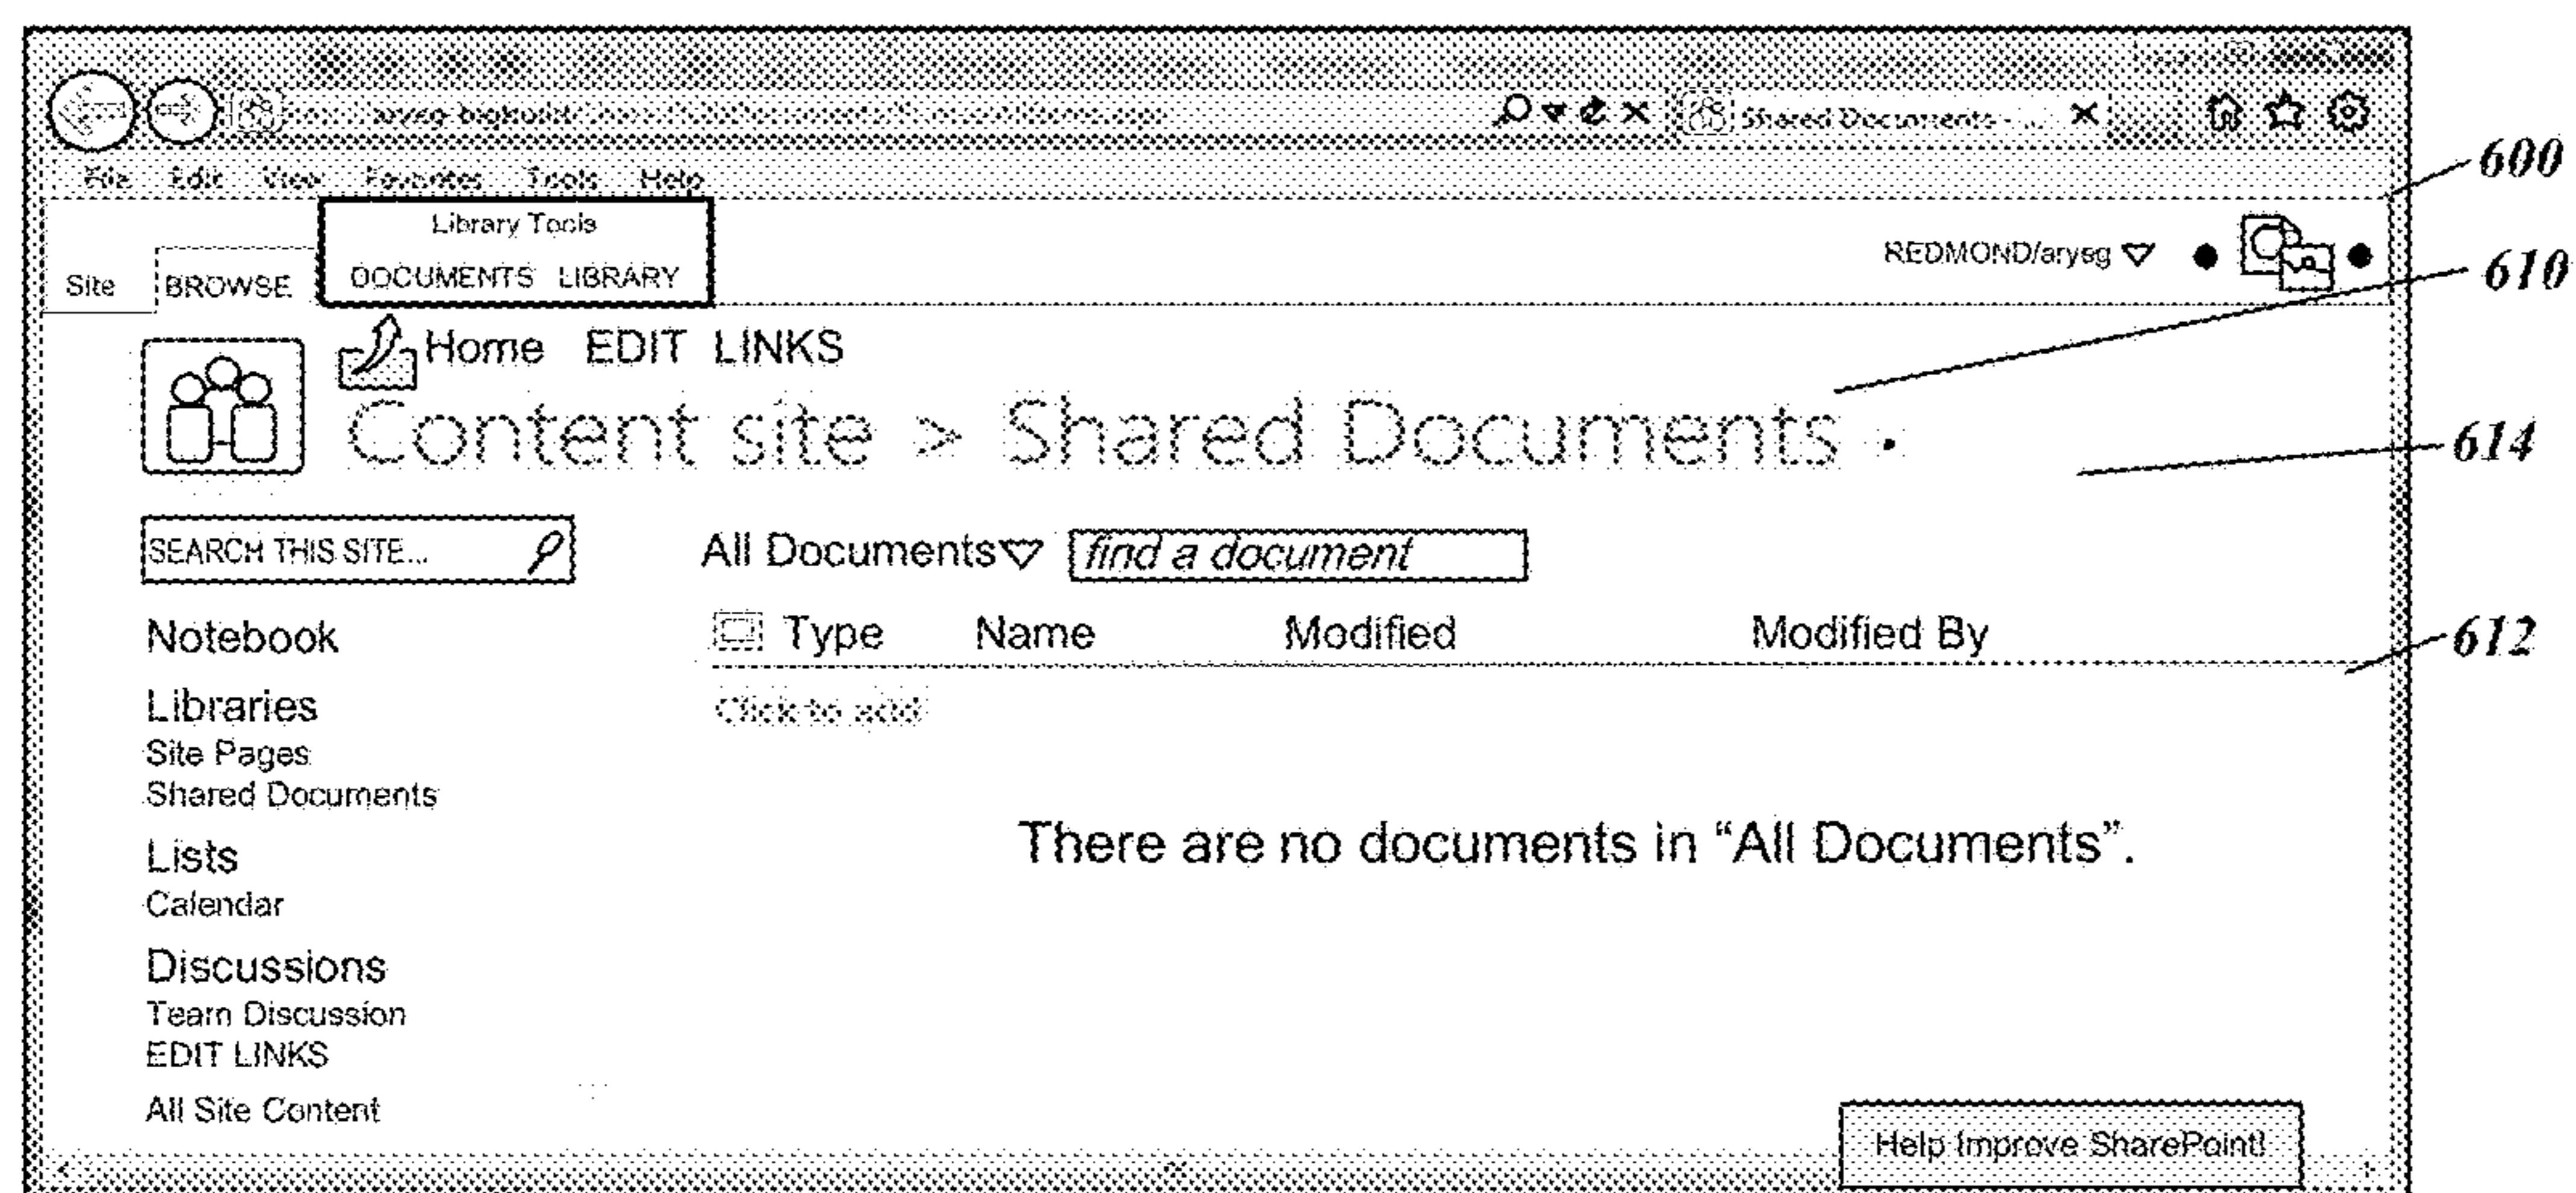 Shared Documents - ...
File Edit View Favorites Tools Help
600
Library Tools
Site BROWSE DOCUMENTS LIBRARY
REDMOND/arysg
610
Home EDIT LINKS
Content site > Shared Documents
614
SEARCH THIS SITE...
All Documents find a document
Type Name Modified Modified By
612
Notebook
Click to add
Libraries
Site Pages
Shared Documents
There are no documents in “All Documents”.
Lists
Calendar
Discussions
Team Discussion
EDIT LINKS
All Site Content
Help Improve SharePoint!